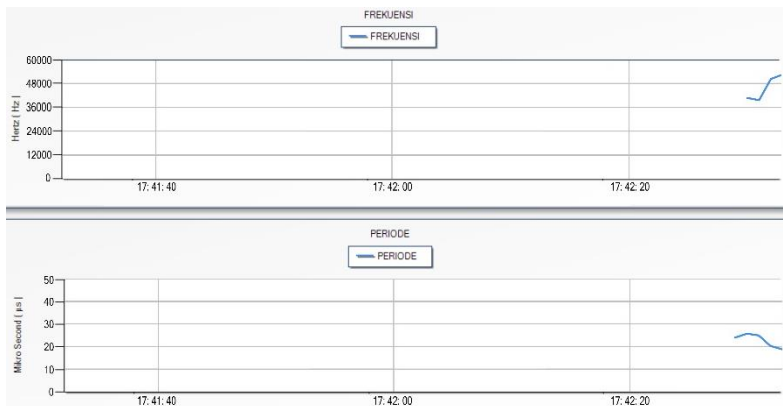 FREKUENSI
FREKUENSI
Hertz [ Hz ]
60000
48000
36000
24000
12000
0
17: 41: 40
17: 42: 00
17: 42: 20
PERIODE
PERIODE
Mikro Second [ µs ]
50
40
30
20
10
0
17: 41: 40
17: 42: 00
17: 42: 20